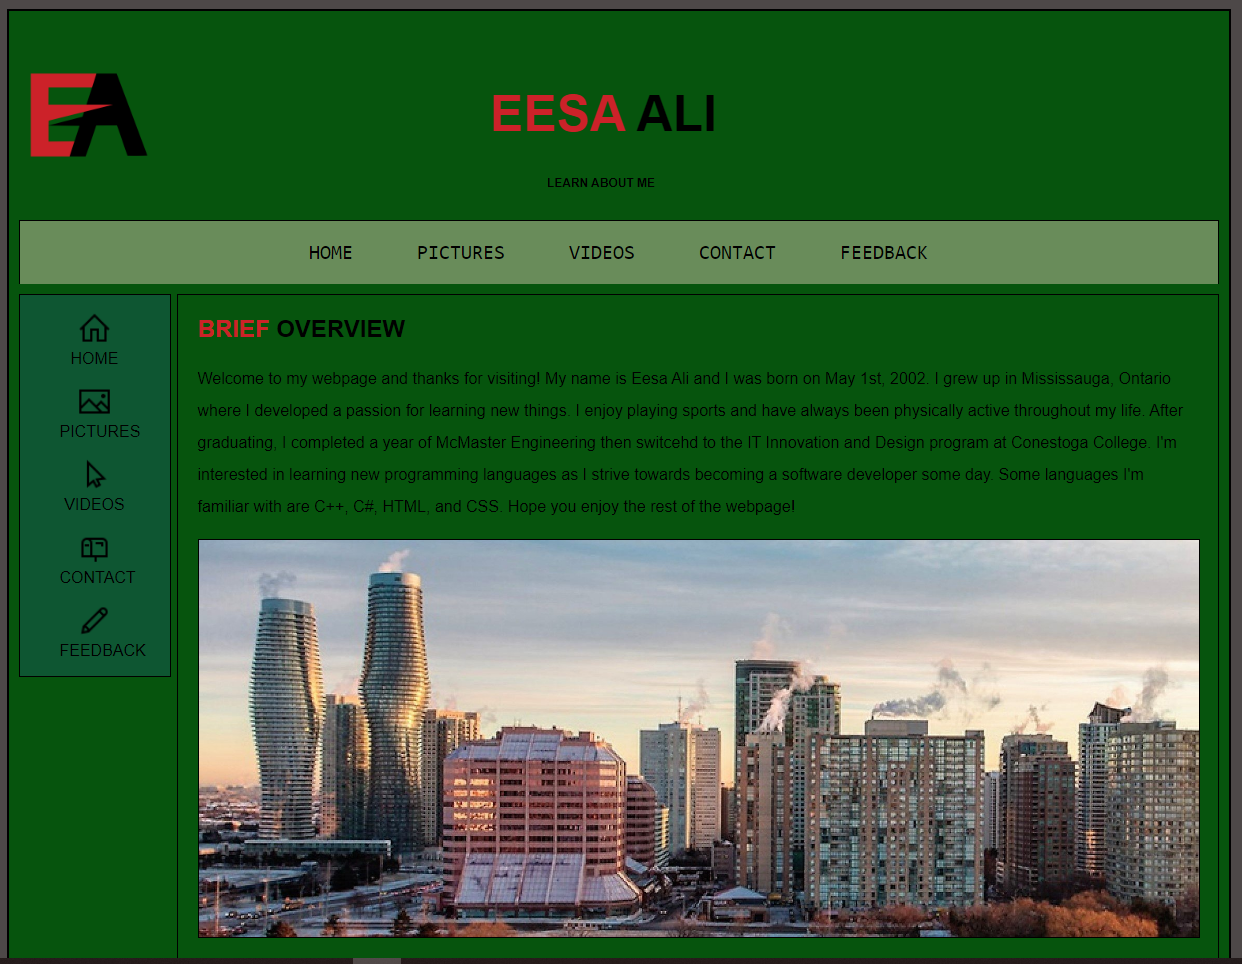 EA
EESA ALI
LEARN ABOUT ME
HOME PICTURES VIDEOS CONTACT FEEDBACK
HOME
PICTURES
VIDEOS
CONTACT
FEEDBACK
BRIEF OVERVIEW
Welcome to my webpage and thanks for visiting! My name is Eesa Ali and I was born on May 1st, 2002. I grew up in Mississauga, Ontario
where I developed a passion for learning new things. I enjoy playing sports and have always been physically active throughout my life. After
graduating, I completed a year of McMaster Engineering then switcehd to the IT Innovation and Design program at Conestoga College. I'm
interested in learning new programming languages as I strive towards becoming a software developer some day. Some languages I'm
familiar with are C++, C#, HTML, and CSS. Hope you enjoy the rest of the webpage!